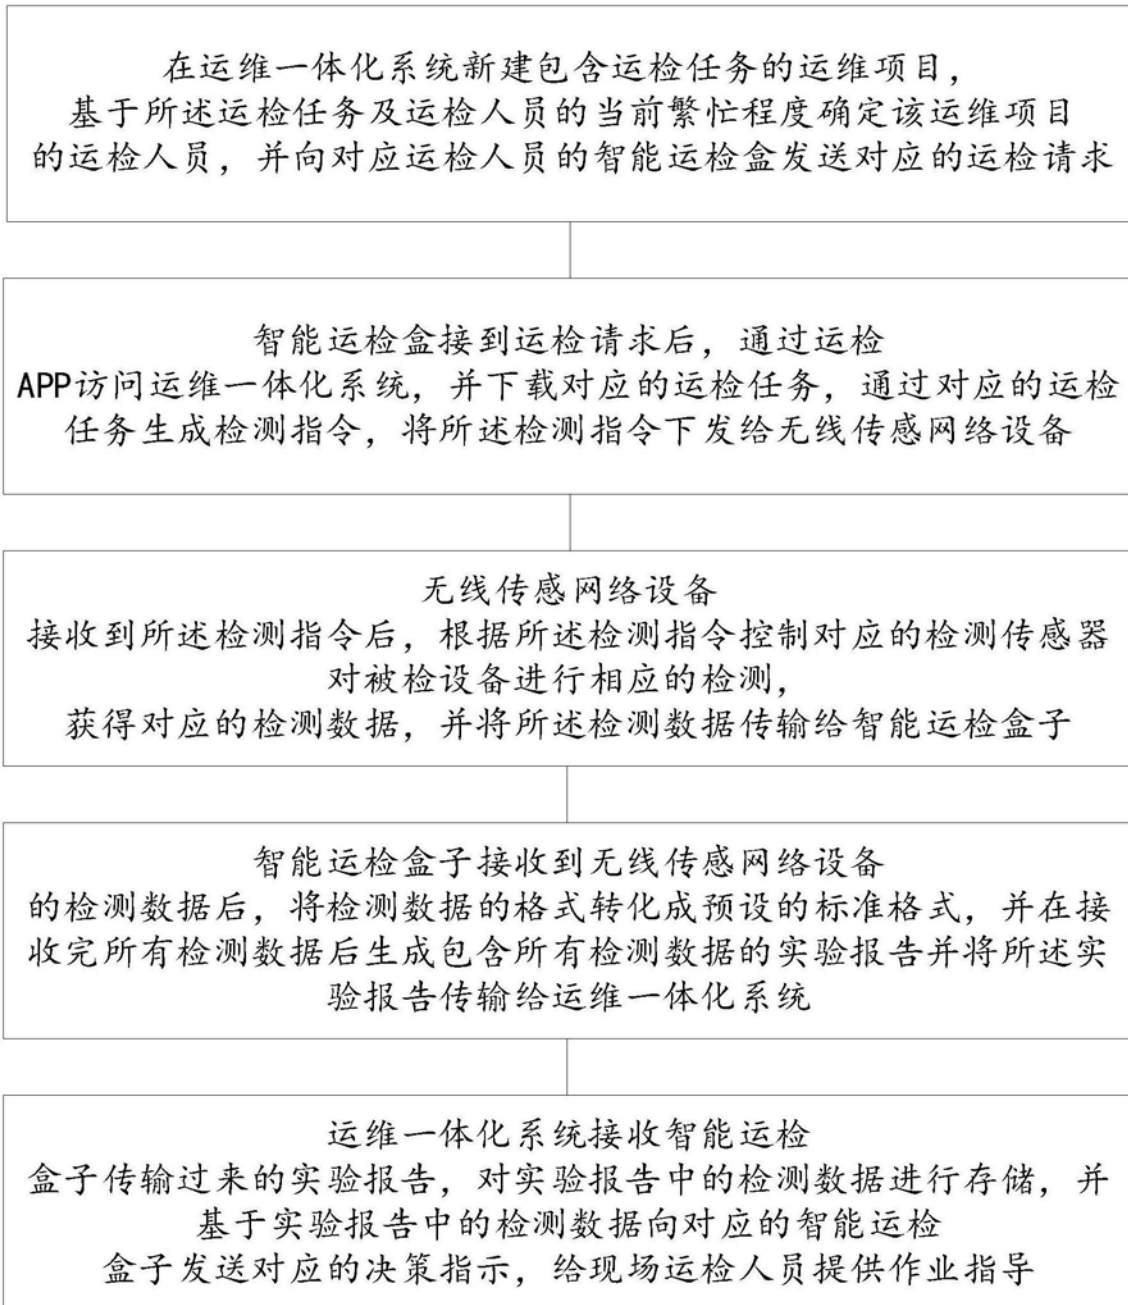 在运维一体化系统新建包含运检任务的运维项目，
基于所述运检任务及运检人员的当前繁忙程度确定该运维项目
的运检人员，并向对应运检人员的智能运检盒发送对应的运检请求
智能运检盒接到运检请求后，通过运检
APP访问运维一体化系统，并下载对应的运检任务，通过对应的运检
任务生成检测指令，将所述检测指令下发给无线传感网络设备
无线传感网络设备
接收到所述检测指令后，根据所述检测指令控制对应的检测传感器
对被检设备进行相应的检测，
获得对应的检测数据，并将所述检测数据传输给智能运检盒子
智能运检盒子接收到无线传感网络设备
的检测数据后，将检测数据的格式转化成预设的标准格式，并在接
收完所有检测数据后生成包含所有检测数据的实验报告并将所述实
验报告传输给运维一体化系统
运维一体化系统接收智能运检
盒子传输过来的实验报告，对实验报告中的检测数据进行存储，并
基于实验报告中的检测数据向对应的智能运检
盒子发送对应的决策指示，给现场运检人员提供作业指导